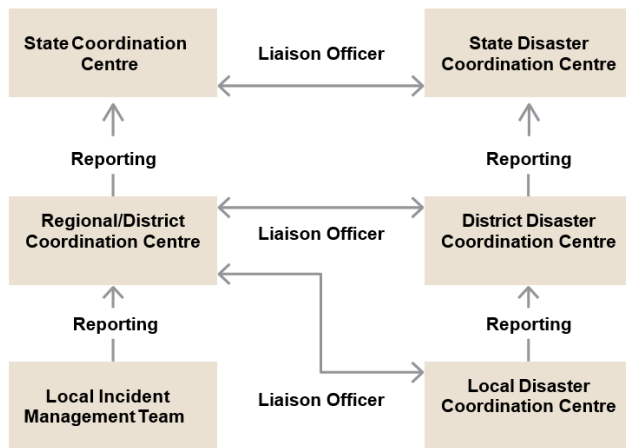 State Coordination
Centre
Liaison Officer
State Disaster
Coordination Centre
Reporting
Reporting
Regional/District
Coordination Centre
Liaison Officer
District Disaster
Coordination Centre
Reporting
Reporting
Local Incident
Management Team
Liaison Officer
Local Disaster
Coordination Centre